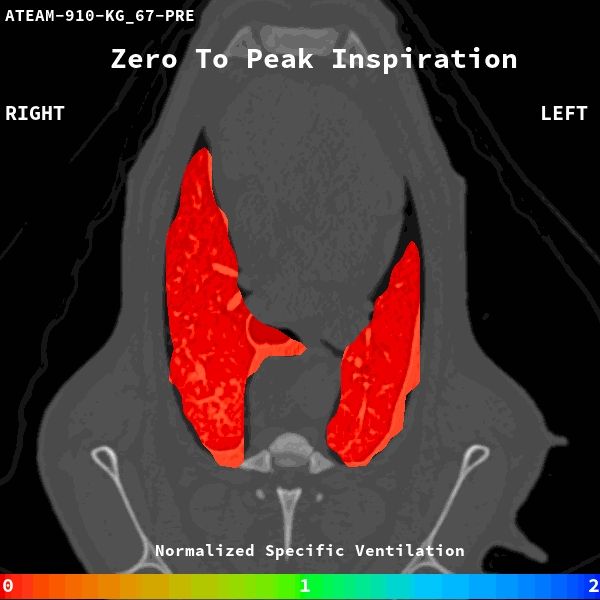 ATEAM-910-KG_67-PRE
Zero To Peak Inspiration
RIGHT
LEFT
Normalized Specific Ventilation
0
1
2